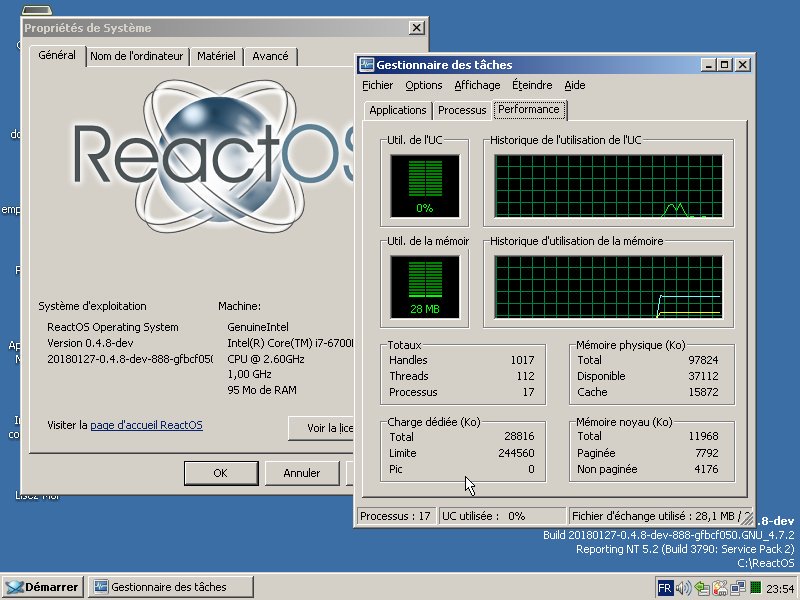 Propriétés de Système
Général
Nom de l'ordinateur
Matériel
Avancé
ReactOS
Système d'exploitation
ReactOS Operating System
Version 0.4.8-dev
20180127-0.4.8-dev-888-gfbcf050
Machine:
GenuineIntel
Intel(R) Core(TM) i7-6700
CPU @ 2.60GHz
1,00 GHz
95 Mo de RAM
Visiter la page d'accueil ReactOS
Voir la lice
OK
Annuler
Gestionnaire des tâches
Fichier Options Affichage Éteindre Aide
Applications Processus Performance
Util. de l'UC
0%
Historique de l'utilisation de l'UC
Util. de la mémoir
28 MB
Historique d'utilisation de la mémoire
Totaux
Handles 1017
Threads 112
Processus 17
Mémoire physique (Ko)
Total 97824
Disponible 37112
Cache 15872
Charge dédiée (Ko)
Total 28816
Limite 244560
Pic 0
Mémoire noyau (Ko)
Total 11968
Paginée 7792
Non paginée 4176
Processus : 17
UC utilisée : 0%
Fichier d'échange utilisé : 28,1 MB /
.8-dev
Build 20180127-0.4.8-dev-888-gfbcf050.GNU_4.7.2
Reporting NT 5.2 (Build 3790: Service Pack 2)
C:\ReactOS
Démarrer
Gestionnaire des tâches
FR
23:54